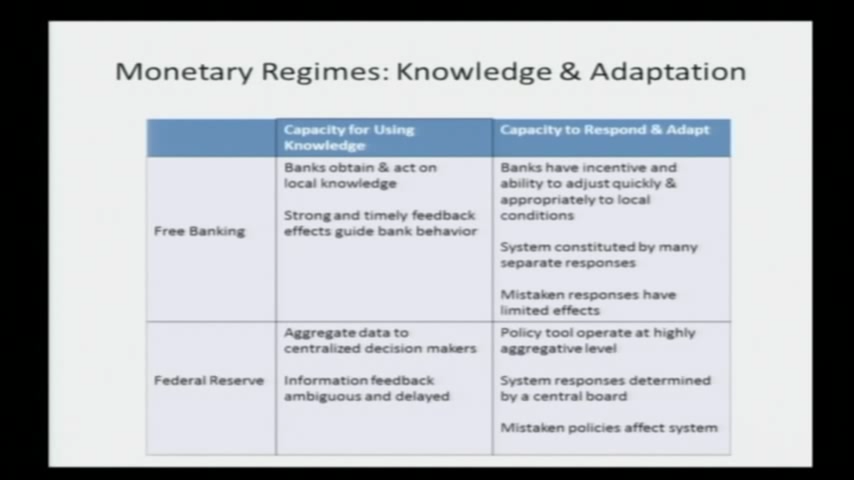 Monetary Regimes: Knowledge & Adaptation
Capacity for Using
Knowledge
Capacity to Respond & Adapt
Free Banking
Banks obtain & act on
local knowledge
Strong and timely feedback
effects guide bank behavior
Banks have incentive and
ability to adjust quickly &
appropriately to local
conditions
System constituted by many
separate responses
Mistaken responses have
limited effects
Federal Reserve
Aggregate data to
centralized decision makers
Information feedback
ambiguous and delayed
Policy tool operate at highly
aggregative level
System responses determined
by a central board
Mistaken policies affect system